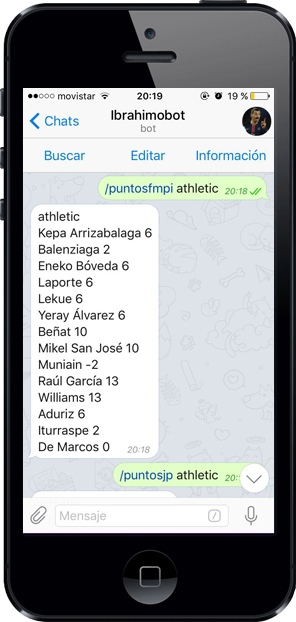 movistar 20:19 19 %
Chats Ibrahimobot
bot
Buscar Editar Información
/puntosfmpi athletic 20:18
athletic
Kepa Arrizabalaga 6
Balenziaga 2
Eneko Bóveda 6
Laporte 6
Lekue 6
Yeray Álvarez 6
Beñat 10
Mikel San José 10
Muniain -2
Raúl García 13
Williams 13
Aduriz 6
Iturraspe 2
De Marcos 0 20:18
/puntosjp athletic
Mensaje